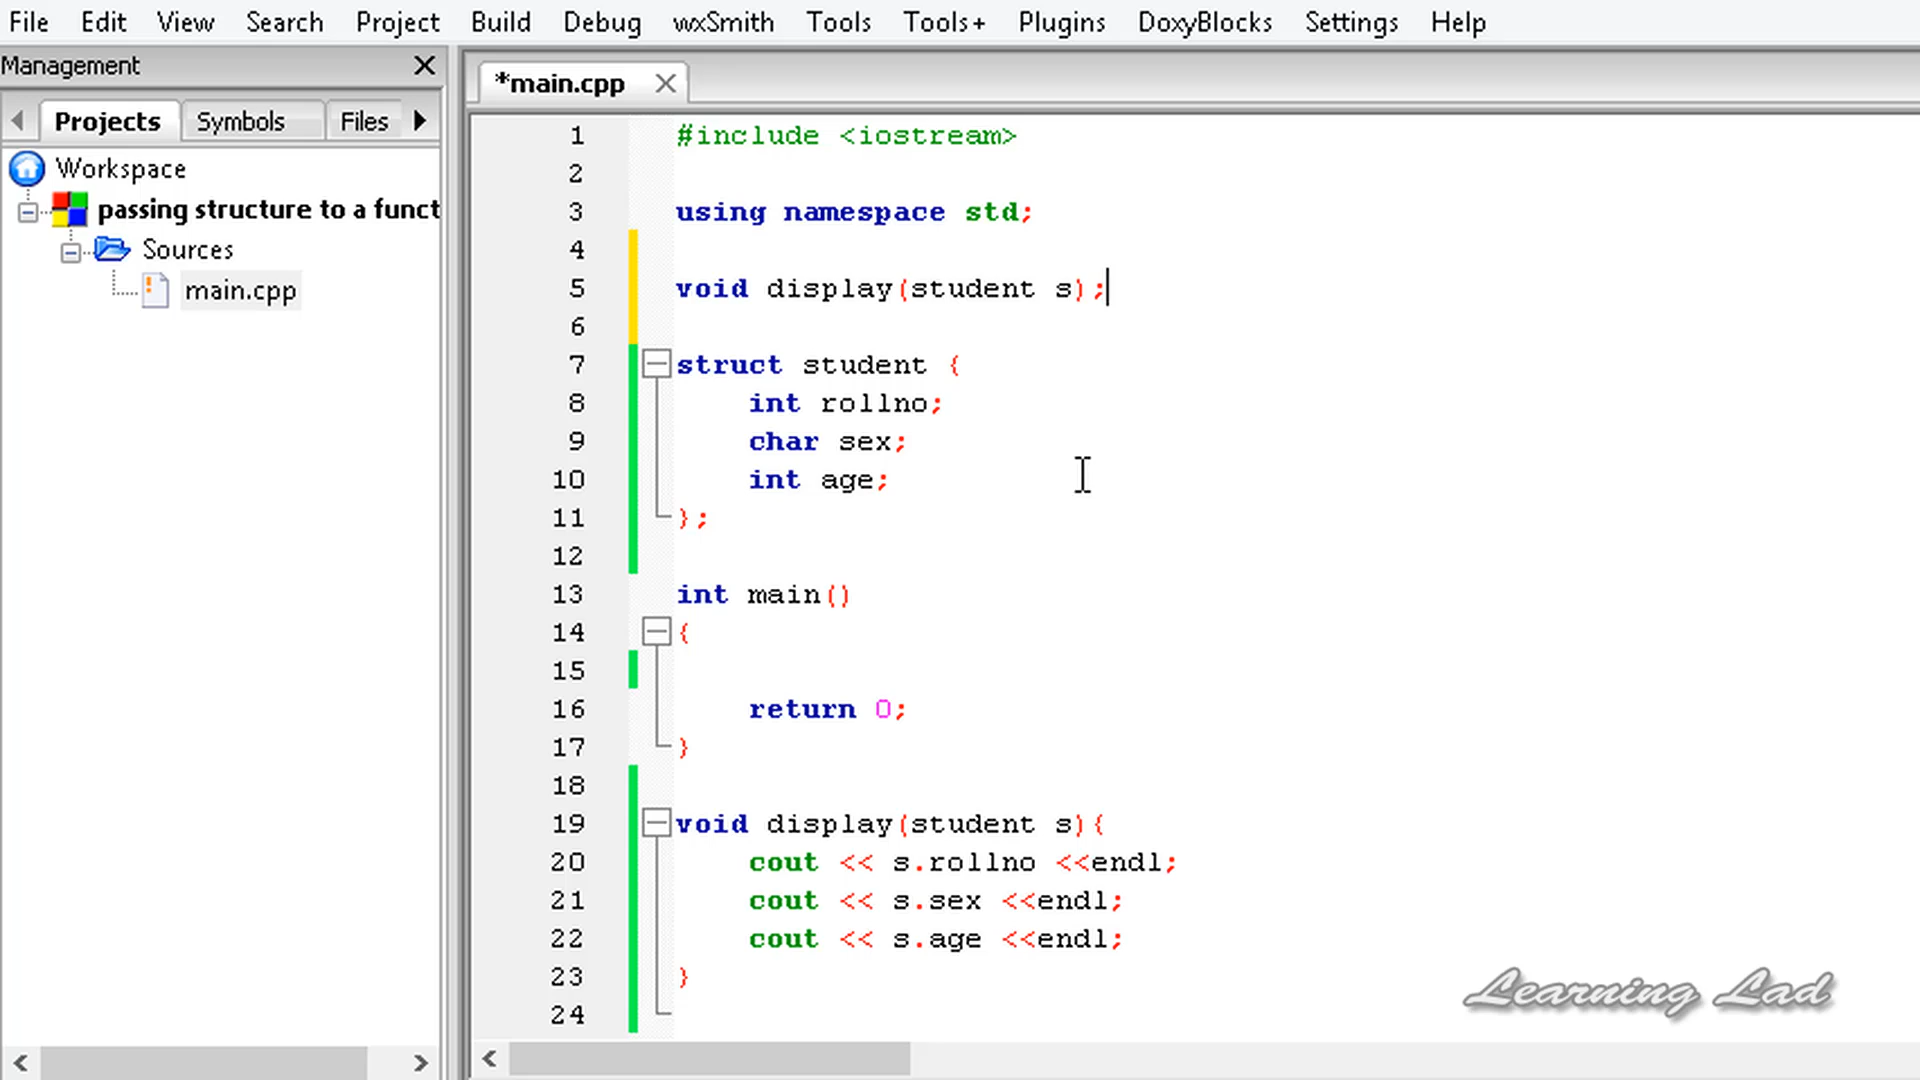 File Edit View Search Project Build Debug wxSmith Tools Tools+ Plugins DoxyBlocks Settings Help
Management
*main.cpp
Projects Symbols Files
Workspace
passing structure to a funct
Sources
main.cpp
1 #include <iostream>
2
3 using namespace std;
4
5 void display(student s);
6
7 struct student {
8 int rollno;
9 char sex;
10 int age;
11 };
12
13 int main()
14 {
15
16 return 0;
17 }
18
19 void display(student s){
20 cout << s.rollno <<endl;
21 cout << s.sex <<endl;
22 cout << s.age <<endl;
23 }
24
Learning Lad